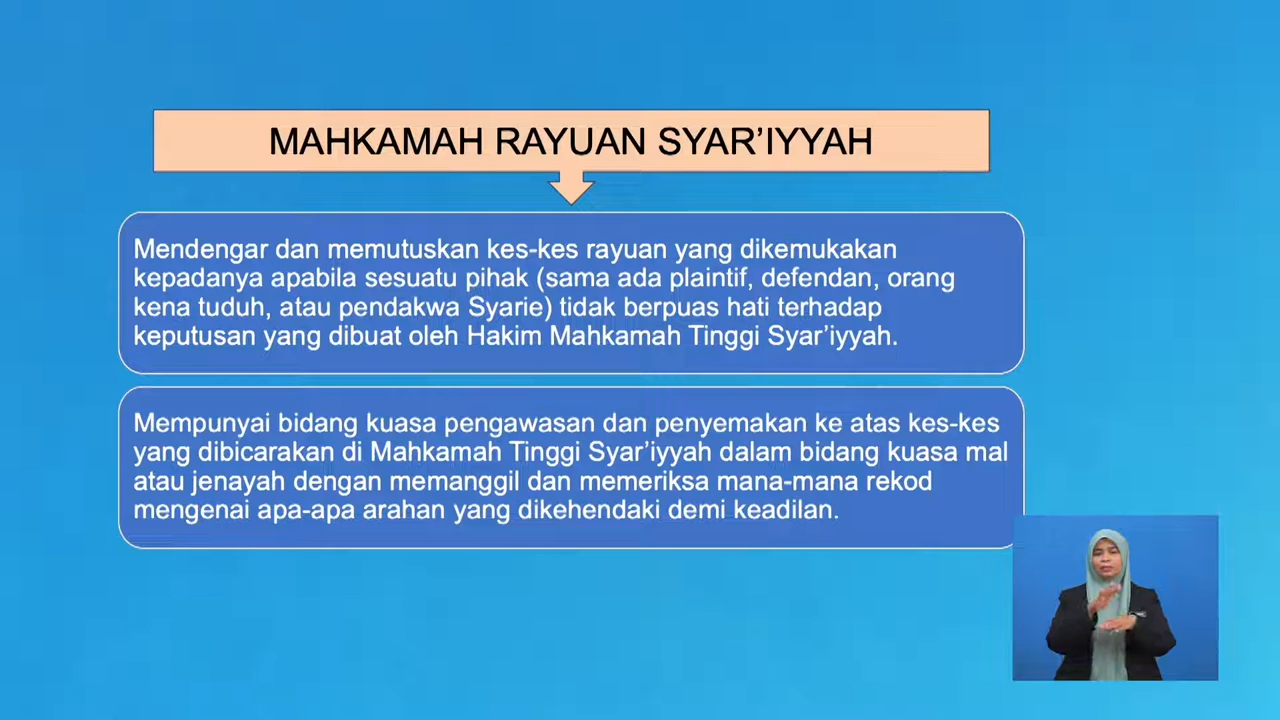 MAHKAMAH RAYUAN SYAR’IYYAH
Mendengar dan memutuskan kes-kes rayuan yang dikemukakan
kepadanya apabila sesuatu pihak (sama ada plaintif, defendan, orang
kena tuduh, atau pendakwa Syarie) tidak berpuas hati terhadap
keputusan yang dibuat oleh Hakim Mahkamah Tinggi Syar’iyyah.
Mempunyai bidang kuasa pengawasan dan penyemakan ke atas kes-kes
yang dibicarakan di Mahkamah Tinggi Syar’iyyah dalam bidang kuasa mal
atau jenayah dengan memanggil dan memeriksa mana-mana rekod
mengenai apa-apa arahan yang dikehendaki demi keadilan.